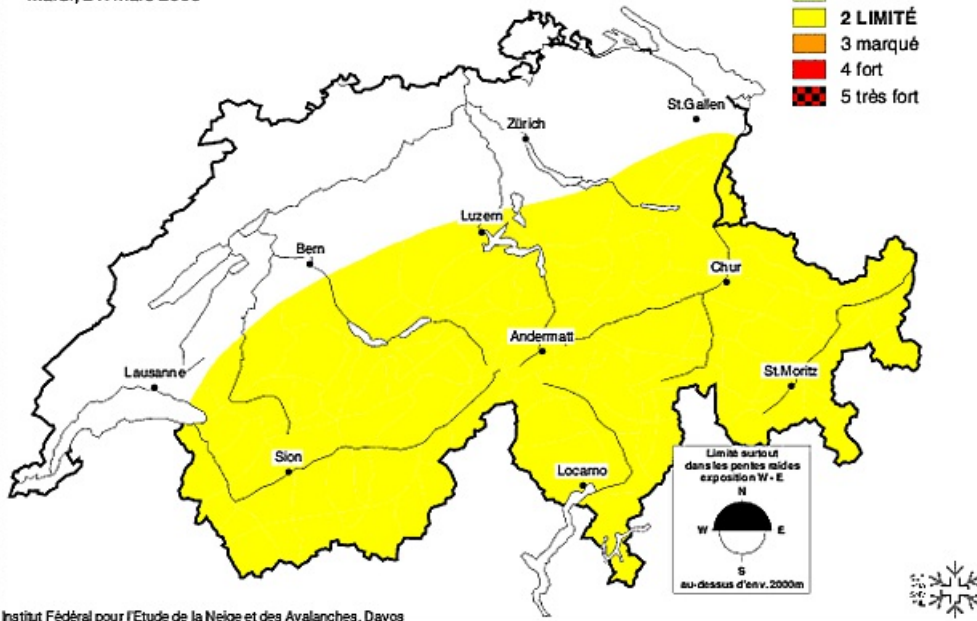 2 LIMITÉ
3 marqué
4 fort
5 très fort
St.Gallen
Zürich
Luzern
Bern
Chur
Andermatt
Lausanne
St.Moritz
Sion
Locarno
Limité surtout
dans les pentes raides
exposition W - E
N
W E
S
au-dessus d'env. 2000m
Institut Fédéral pour l'Etude de la Neige et des Avalanches, Davos